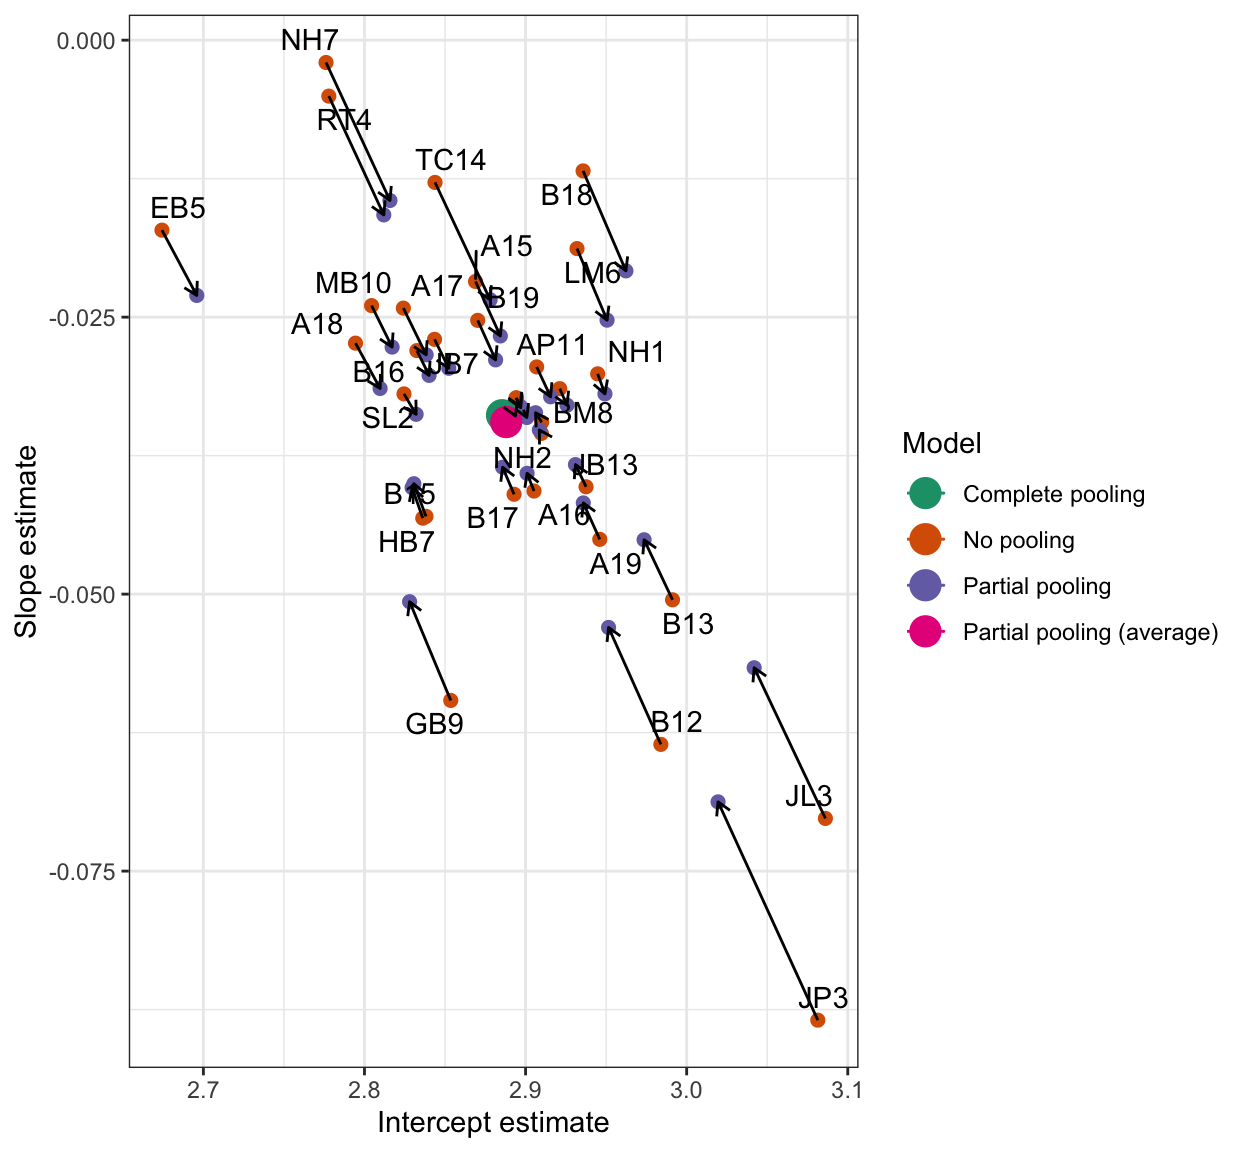 NH7
0.000
RT4
TC14
B18
EB5
A15
LM6
MB10
A17
B19
-0.025
A18
AP11
NH1
B16
JB7
SL2
BM8
NH2
JB13
B15
B17
A16
HB7
A19
-0.050
B13
GB9
B12
JL3
-0.075
JP3
2.7
2.8
2.9
3.0
3.1
Intercept estimate
Slope estimate
Model
Complete pooling
No pooling
Partial pooling
Partial pooling (average)